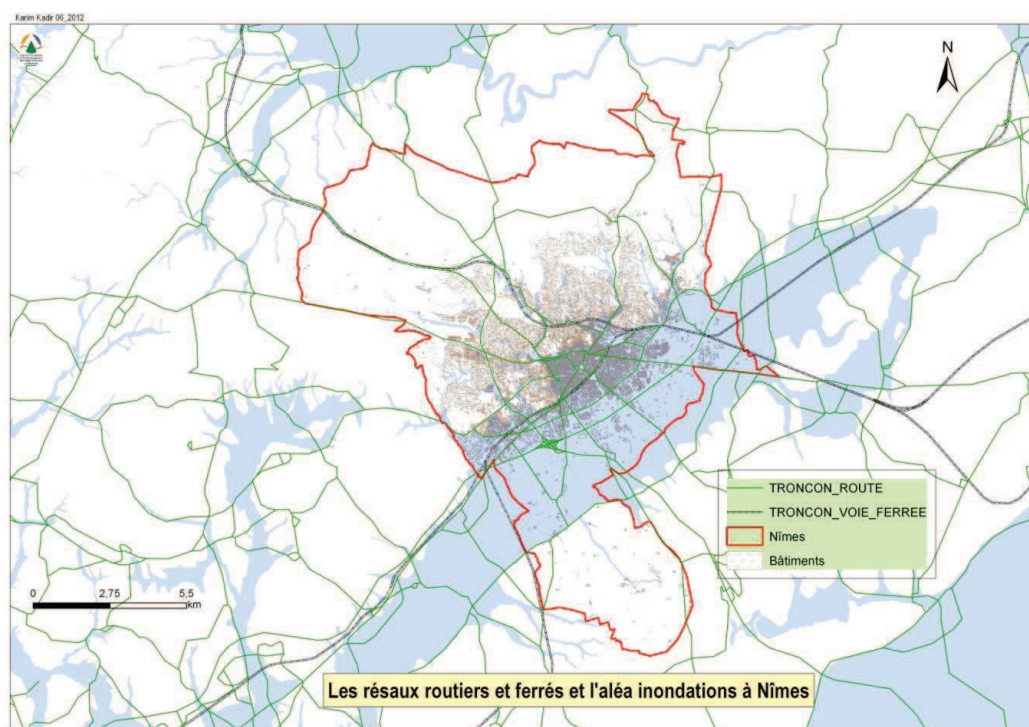 Karim Kadir 06_2012
N
TRONCON_ROUTE
TRONCON_VOIE_FERREE
Nîmes
Bâtiments
0 2,75 5,5
km
Les résaux routiers et ferrés et l'aléa inondations à Nîmes